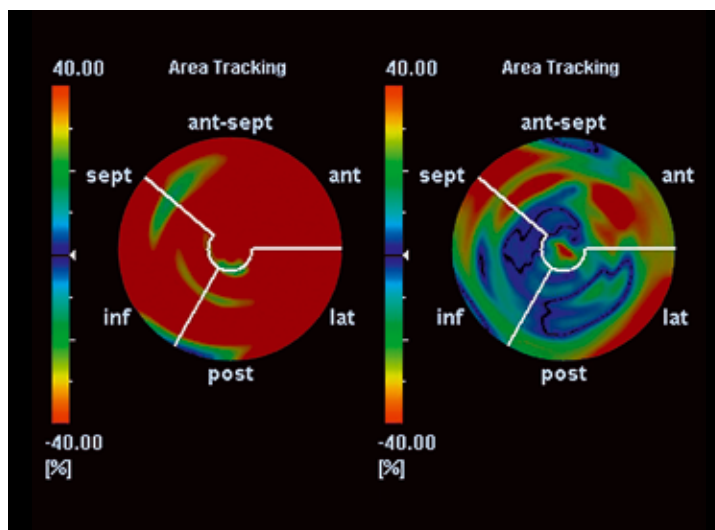 40.00 Area Tracking
ant-sept
sept
ant
inf
lat
post
-40.00
[%]
40.00 Area Tracking
ant-sept
sept
ant
inf
lat
post
-40.00
[%]